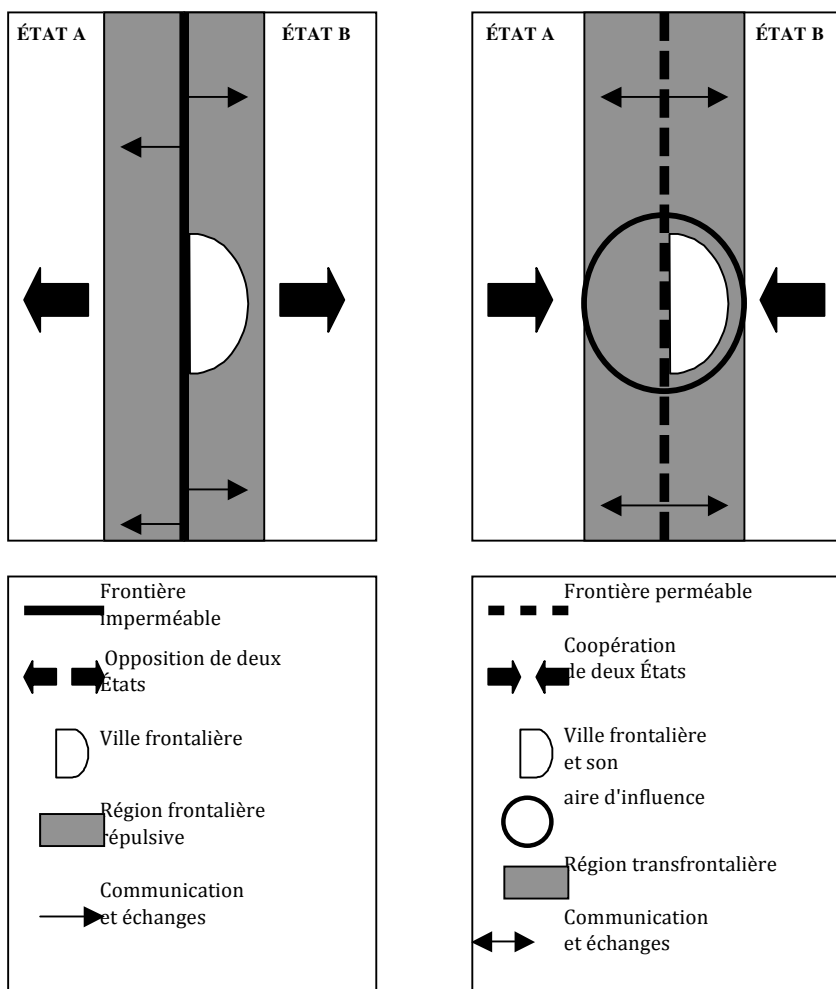 ÉTAT A
ÉTAT B
Frontière
imperméable
Opposition de deux
États
Ville frontalière
Région frontalière
répulsive
Communication
et échanges
ÉTAT A
ÉTAT B
Frontière perméable
Coopération
de deux États
Ville frontalière
et son
aire d'influence
Région transfrontalière
Communication
et échanges